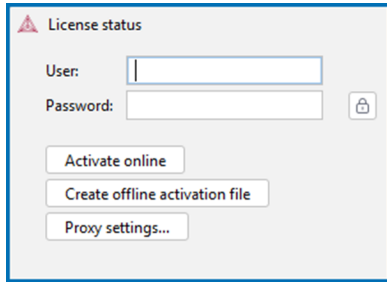 License status
User:
Password:
Activate online
Create offline activation file
Proxy settings...